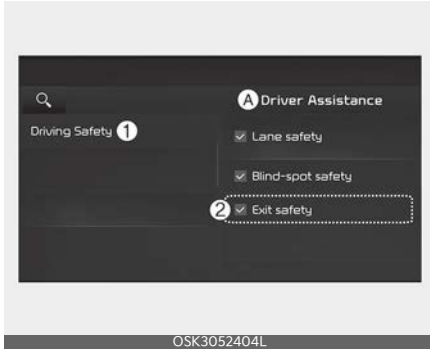 A Driver Assistance
Driving Safety 1
Lane safety
Blind-spot safety
2 Exit safety
OSK3052404L